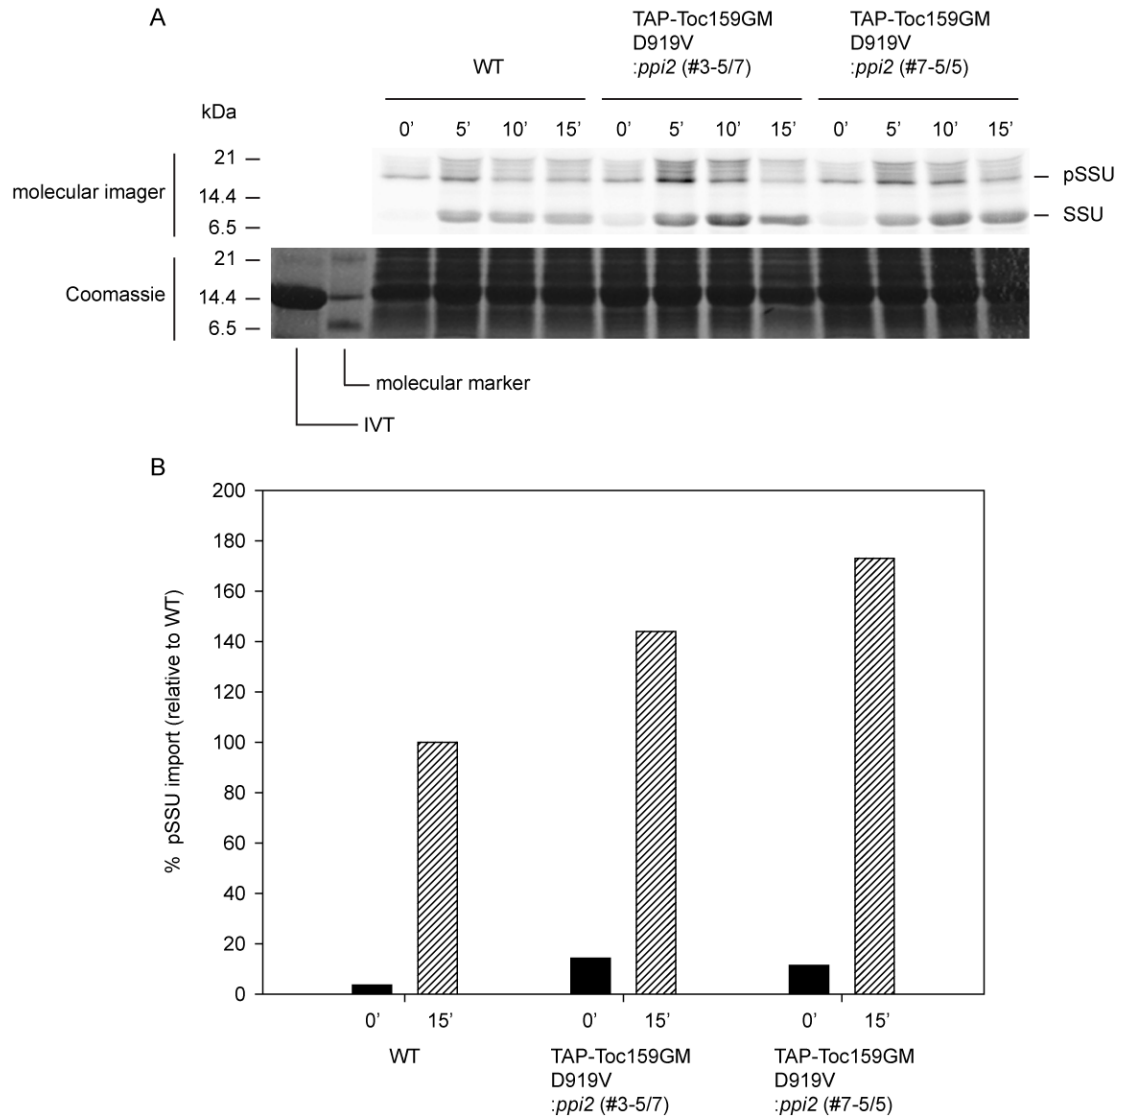 A
WT
TAP-Toc159GM
D919V
:ppi2 (#3-5/7)
TAP-Toc159GM
D919V
:ppi2 (#7-5/5)
kDa
0’ 5’ 10’ 15’ 0’ 5’ 10’ 15’ 0’ 5’ 10’ 15’
molecular imager
21
14.4
6.5
pSSU
SSU
Coomassie
21
14.4
6.5
molecular marker
IVT
B
% pSSU import (relative to WT)
200
180
160
140
120
100
80
60
40
20
0
0’ 15’ 0’ 15’ 0’ 15’
WT
TAP-Toc159GM
D919V
:ppi2 (#3-5/7)
TAP-Toc159GM
D919V
:ppi2 (#7-5/5)